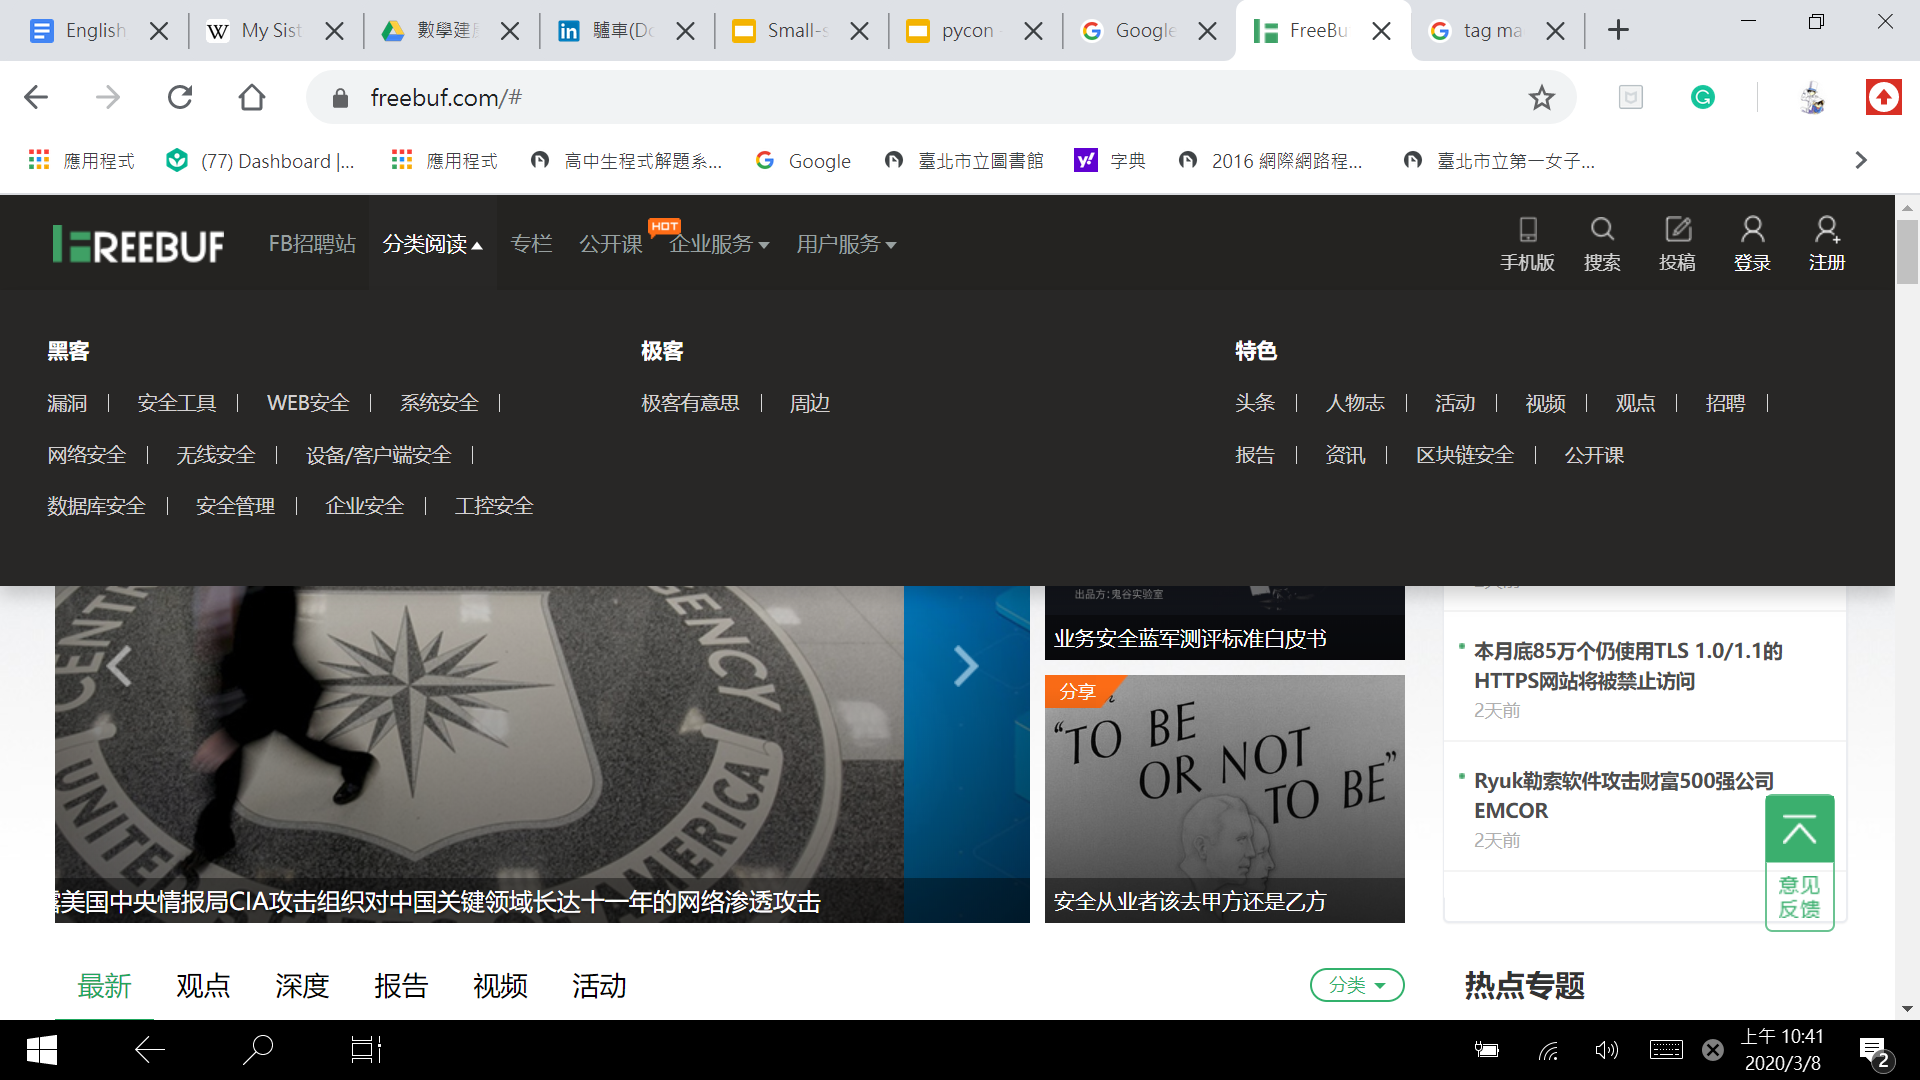 English
My Sist
數學建
驢車(Do
Small-s
pycon
Google
FreeBu
tag ma
freebuf.com/#
應用程式
(77) Dashboard |...
應用程式
高中生程式解題系...
Google
臺北市立圖書館
字典
2016 網際網路程...
臺北市立第一女子...
FREEBUF
FB招聘站
分类阅读
专栏
公开课
HOT
企业服务
用户服务
手机版
搜索
投稿
登录
注册
黑客
极客
特色
漏洞 | 安全工具 | WEB安全 | 系统安全 |
极客有意思 | 周边
头条 | 人物志 | 活动 | 视频 | 观点 | 招聘 |
网络安全 | 无线安全 | 设备/客户端安全 |
报告 | 资讯 | 区块链安全 | 公开课
数据库安全 | 安全管理 | 企业安全 | 工控安全
CENTR
GENCY
UNITE
AMERICA
美国中央情报局CIA攻击组织对中国关键领域长达十一年的网络渗透攻击
出品方:鬼谷实验室
业务安全蓝军测评标准白皮书
分享
“TO BE
OR NOT
TO BE”
安全从业者该去甲方还是乙方
本月底85万个仍使用TLS 1.0/1.1的
HTTPS网站将被禁止访问
2天前
Ryuk勒索软件攻击财富500强公司
EMCOR
2天前
意见
反馈
最新
观点
深度
报告
视频
活动
分类
热点专题
上午 10:41
2020/3/8
2